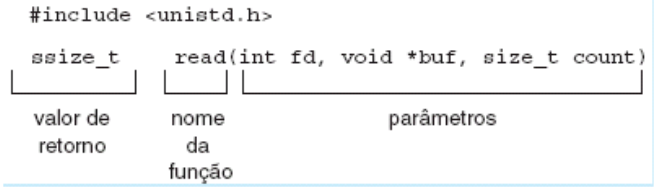 #include <unistd.h>
ssize_t read(int fd, void *buf, size_t count)
valor de nome parâmetros
retorno da
função